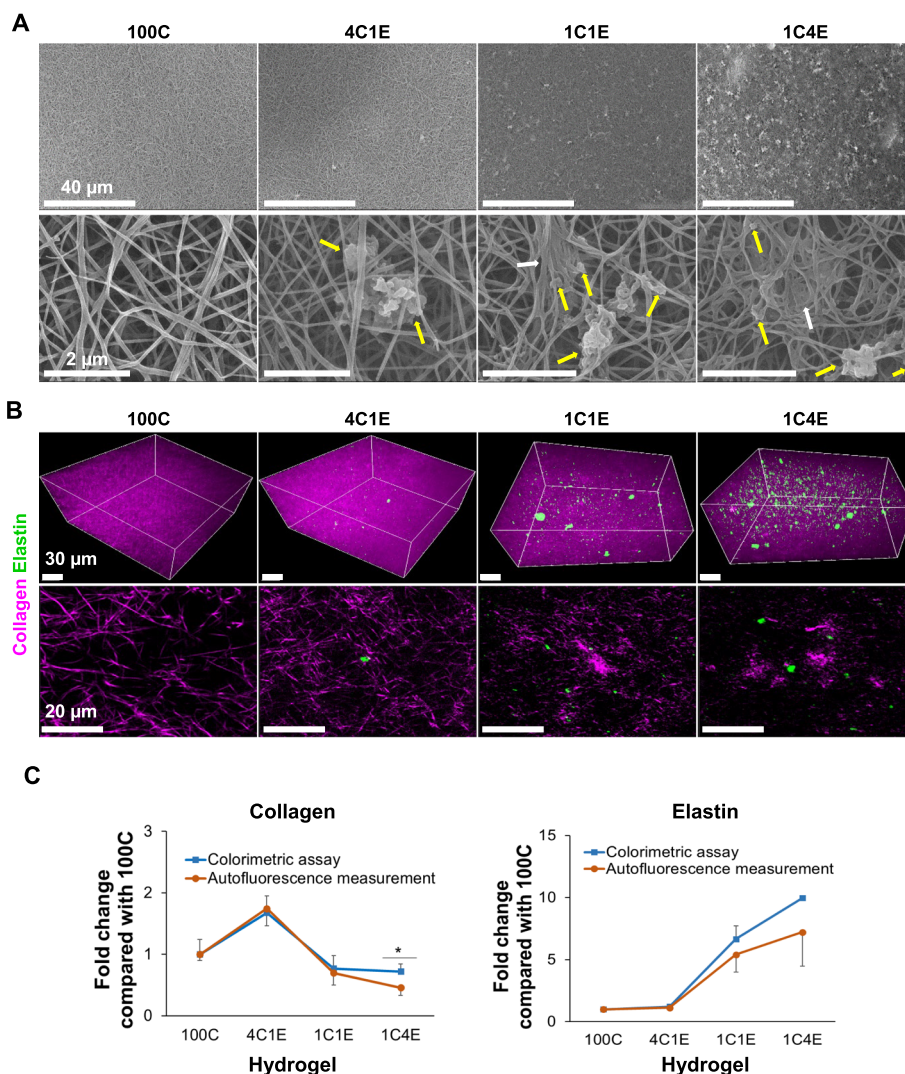 A
100C 4C1E 1C1E 1C4E
40 µm
2 µm
B
100C 4C1E 1C1E 1C4E
Collagen Elastin
30 µm
20 µm
C
Collagen
Fold change
compared with 100C
3
2
1
0
Colorimetric assay
Autofluorescence measurement
*
100C 4C1E 1C1E 1C4E
Hydrogel
Elastin
Fold change
compared with 100C
15
10
5
0
Colorimetric assay
Autofluorescence measurement
100C 4C1E 1C1E 1C4E
Hydrogel